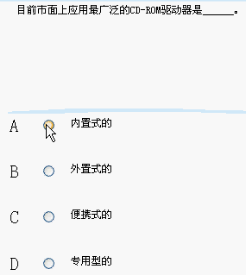 目前市面上应用最广泛的CD-ROM驱动器是______。
A 内置式的
B 外置式的
C 便携式的
D 专用型的